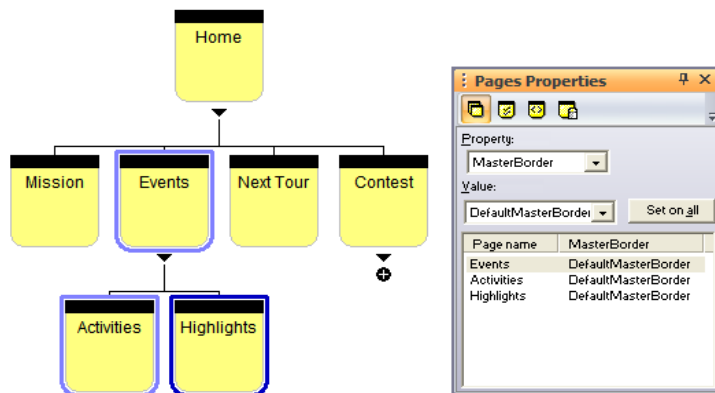 Home
Mission
Events
Next Tour
Contest
Activities
Highlights
Pages Properties
Property:
MasterBorder
Value:
DefaultMasterBorder
Set on all
Page name MasterBorder
Events DefaultMasterBorder
Activities DefaultMasterBorder
Highlights DefaultMasterBorder